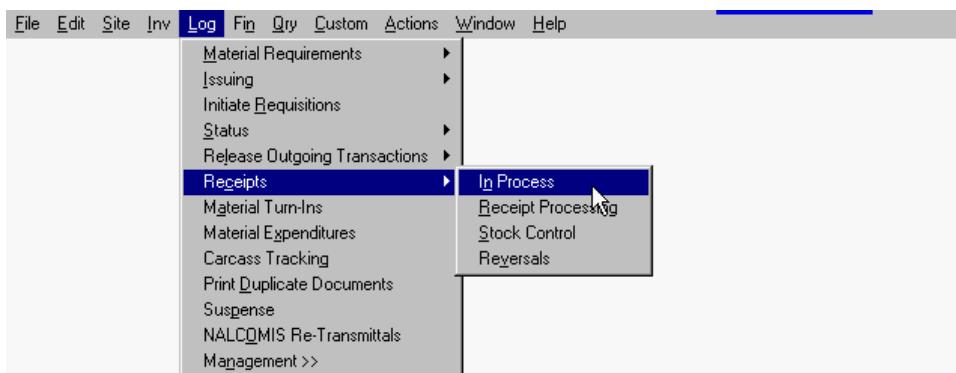 File Edit Site Inv Log Fin Qry Custom Actions Window Help
Material Requirements
Issuing
Initiate Requisitions
Status
Release Outgoing Transactions
Receipts
Material Turn-Ins
Material Expenditures
Carcass Tracking
Print Duplicate Documents
Suspense
NALCOMIS Re-Transmittals
Management >>
In Process
Receipt Processing
Stock Control
Reversals